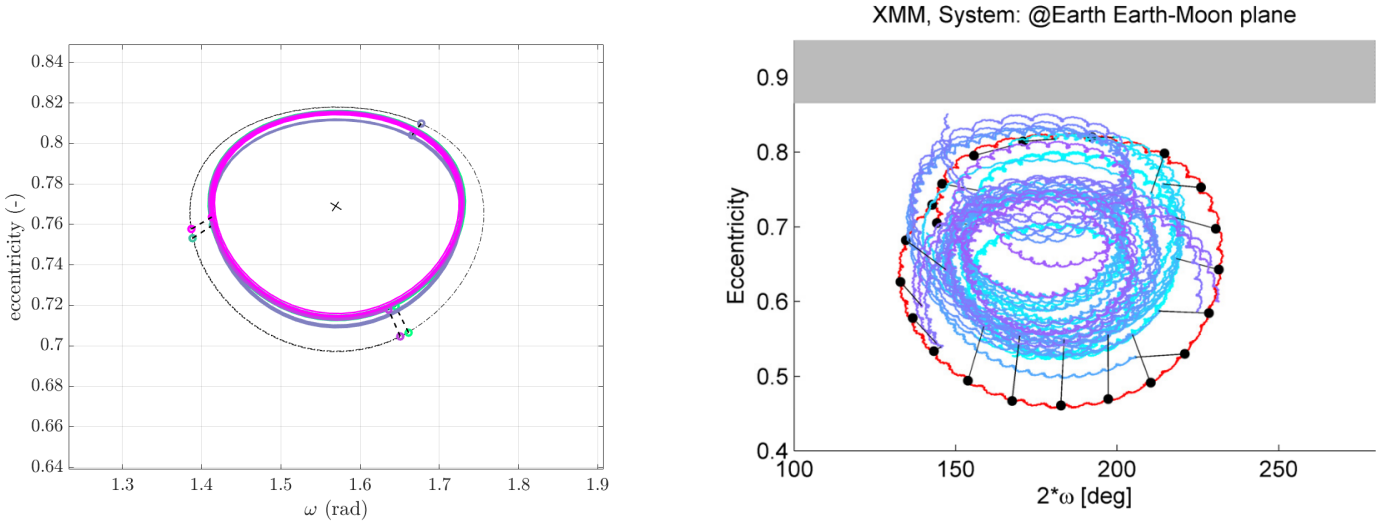 0.84
0.82
0.8
0.78
0.76
0.74
0.72
0.7
0.68
0.66
0.64
eccentricity (-)
1.3 1.4 1.5 1.6 1.7 1.8 1.9
ω (rad)
XMM, System: @Earth Earth-Moon plane
0.9
0.8
0.7
0.6
0.5
0.4
Eccentricity
100 150 200 250
2*ω [deg]